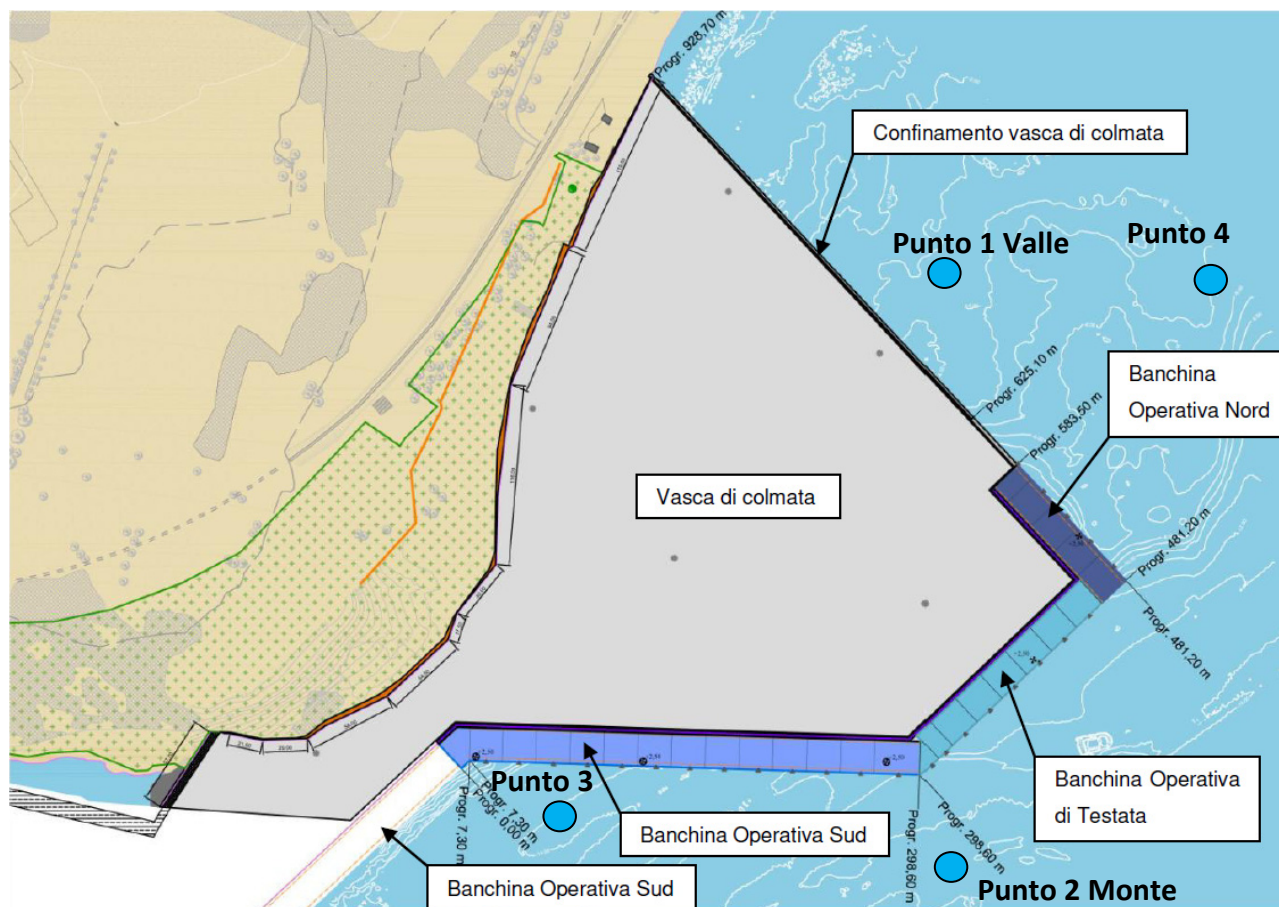 Progr. 928,70 m
Confinamento vasca di colmata
Punto 1 Valle
Punto 4
Progr. 625,10 m
Progr. 583,50 m
Banchina
Operativa Nord
Vasca di colmata
Progr. 481,20 m
Progr. 481,20 m
Banchina Operativa
di Testata
Punto 3
Progr. 7,30 m
Progr. 0,00 m
Progr. 7,30 m
Banchina Operativa Sud
Progr. 298,60 m
Progr. 298,60 m
Banchina Operativa Sud
Punto 2 Monte